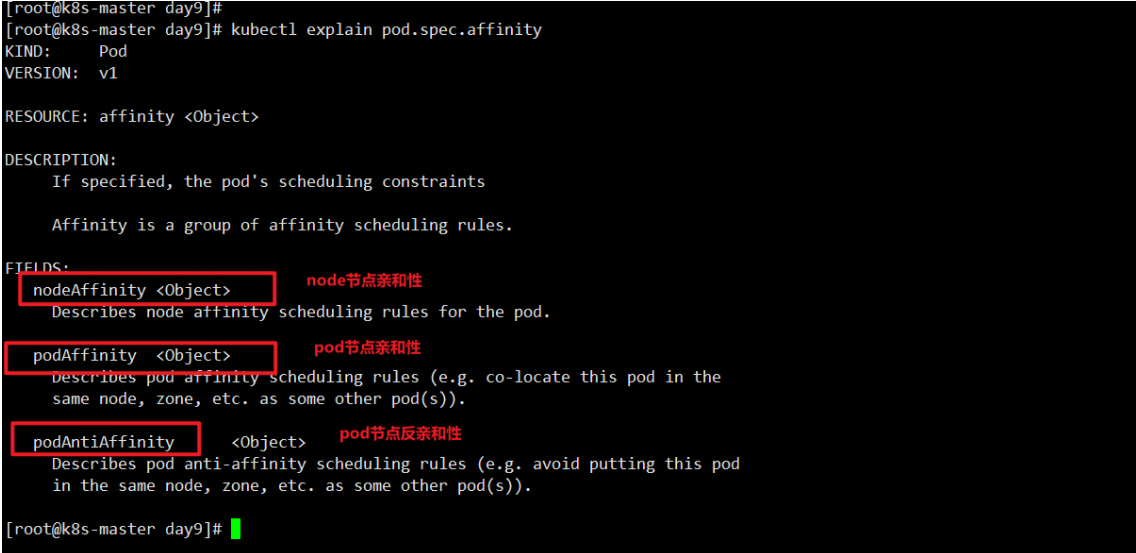 [root@k8s-master day9]#
[root@k8s-master day9]# kubectl explain pod.spec.affinity
KIND:     Pod
VERSION:  v1
RESOURCE: affinity <Object>
DESCRIPTION:
If specified, the pod's scheduling constraints
Affinity is a group of affinity scheduling rules.
FIELDS:
nodeAffinity <Object> node节点亲和性
Describes node affinity scheduling rules for the pod.
podAffinity  <Object> pod节点亲和性
Describes pod affinity scheduling rules (e.g. co-locate this pod in the
same node, zone, etc. as some other pod(s)).
podAntiAffinity      <Object> pod节点反亲和性
Describes pod anti-affinity scheduling rules (e.g. avoid putting this pod
in the same node, zone, etc. as some other pod(s)).
[root@k8s-master day9]#